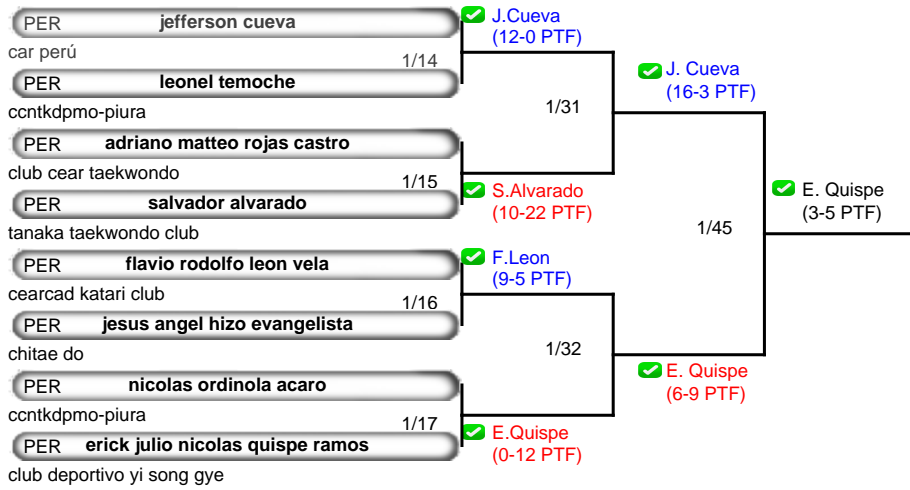 PER jefferson cueva
car perú
1/14
PER leonel temoche
ccntkdpmo-piura
J.Cueva
(12-0 PTF)
PER adriano matteo rojas castro
club cear taekwondo
1/15
PER salvador alvarado
tanaka taekwondo club
S.Alvarado
(10-22 PTF)
1/31
J. Cueva
(16-3 PTF)
PER flavio rodolfo leon vela
cearcad katari club
1/16
PER jesus angel hizo evangelista
chitae do
F.Leon
(9-5 PTF)
PER nicolas ordinola acaro
ccntkdpmo-piura
1/17
PER erick julio nicolas quispe ramos
club deportivo yi song gye
E.Quispe
(0-12 PTF)
1/32
E. Quispe
(6-9 PTF)
1/45
E. Quispe
(3-5 PTF)